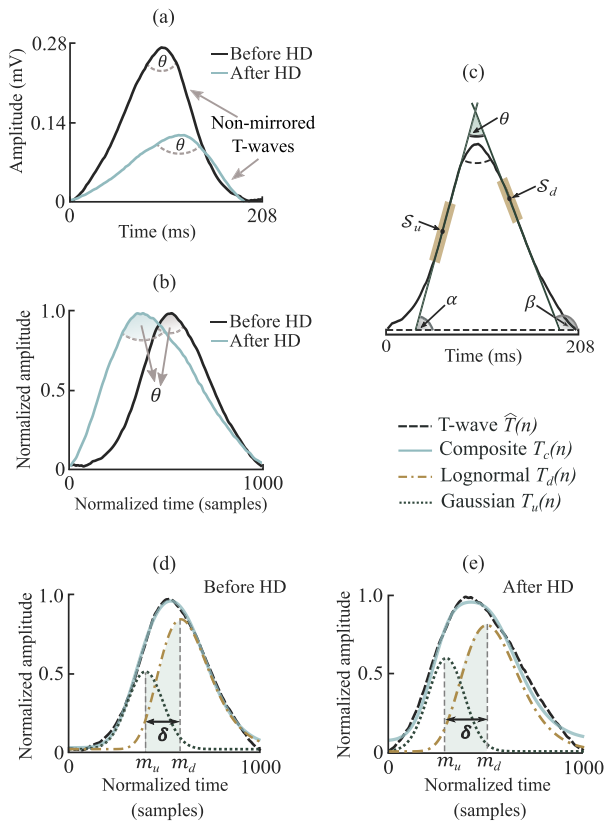 (a)
0.28
0.14
0
Amplitude (mV)
Before HD
After HD
θ
θ
Non-mirrored
T-waves
208
0
Time (ms)
(b)
1.0
0.5
0
Normalized amplitude
Before HD
After HD
θ
0
1000
Normalized time (samples)
(c)
θ
S_u
S_d
α
β
0
208
Time (ms)
T-wave T̂(n)
Composite T_c(n)
Lognormal T_d(n)
Gaussian T_u(n)
(d)
Before HD
1.0
0.5
0
Normalized amplitude
δ
0
m_u
m_d
1000
Normalized time
(samples)
(e)
After HD
1.0
0.5
0
Normalized amplitude
δ
0
m_u
m_d
1000
Normalized time
(samples)